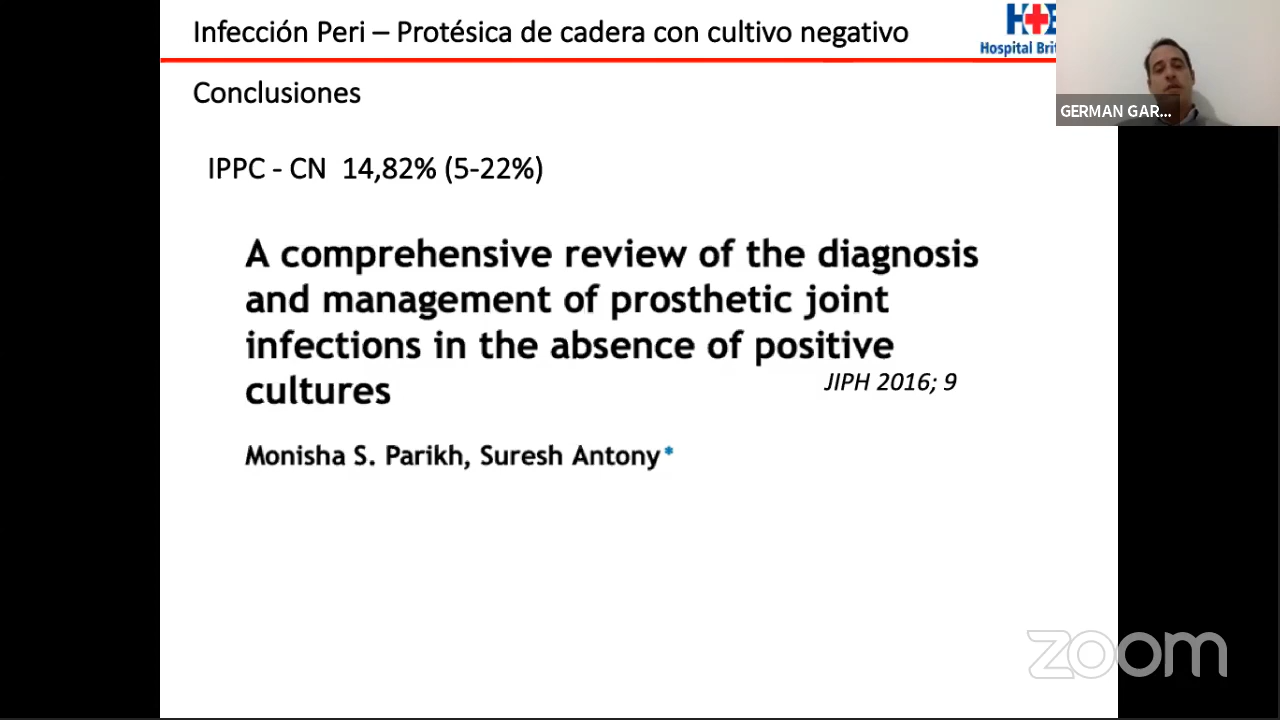 Infección Peri – Protésica de cadera con cultivo negativo
Hospital Brit
GERMAN GAR...
Conclusiones
IPPC - CN 14,82% (5-22%)
A comprehensive review of the diagnosis
and management of prosthetic joint
infections in the absence of positive
cultures
JIPH 2016; 9
Monisha S. Parikh, Suresh Antony*
zoom